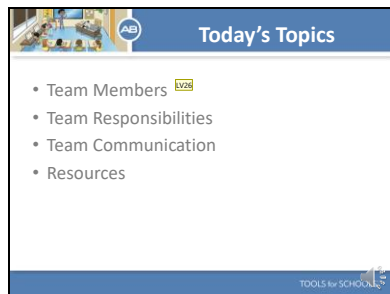 AB
Today's Topics
• Team Members LV26
• Team Responsibilities
• Team Communication
• Resources
TOOLS for SCHOOLS